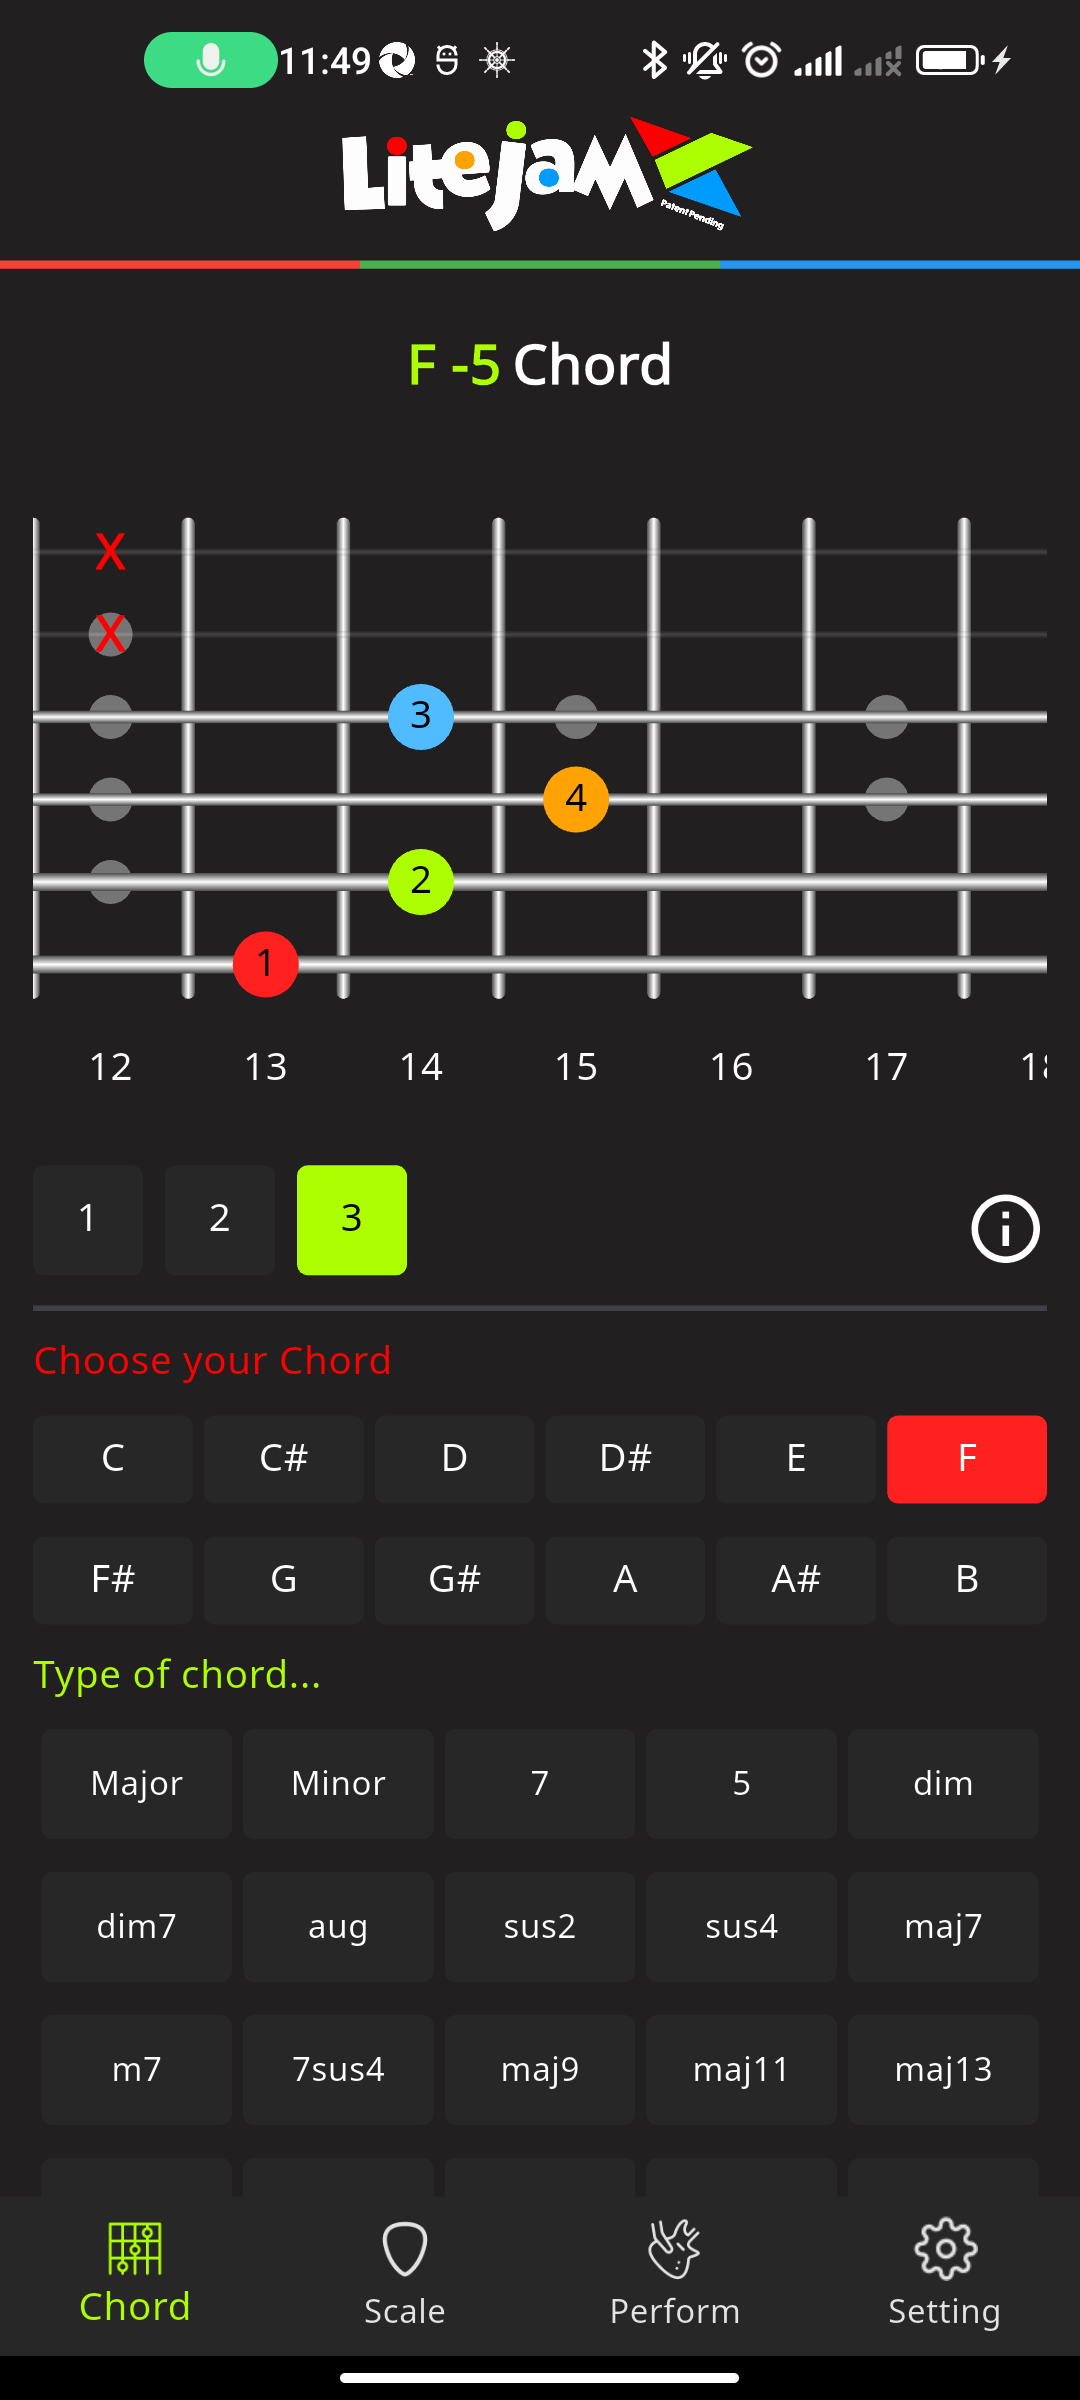 11:49
Litejam
Patent Pending
F -5 Chord
X
X
3
4
2
1
12 13 14 15 16 17
1 2 3
Choose your Chord
C C# D D# E F
F# G G# A A# B
Type of chord...
Major Minor 7 5 dim
dim7 aug sus2 sus4 maj7
m7 7sus4 maj9 maj11 maj13
Chord Scale Perform Setting